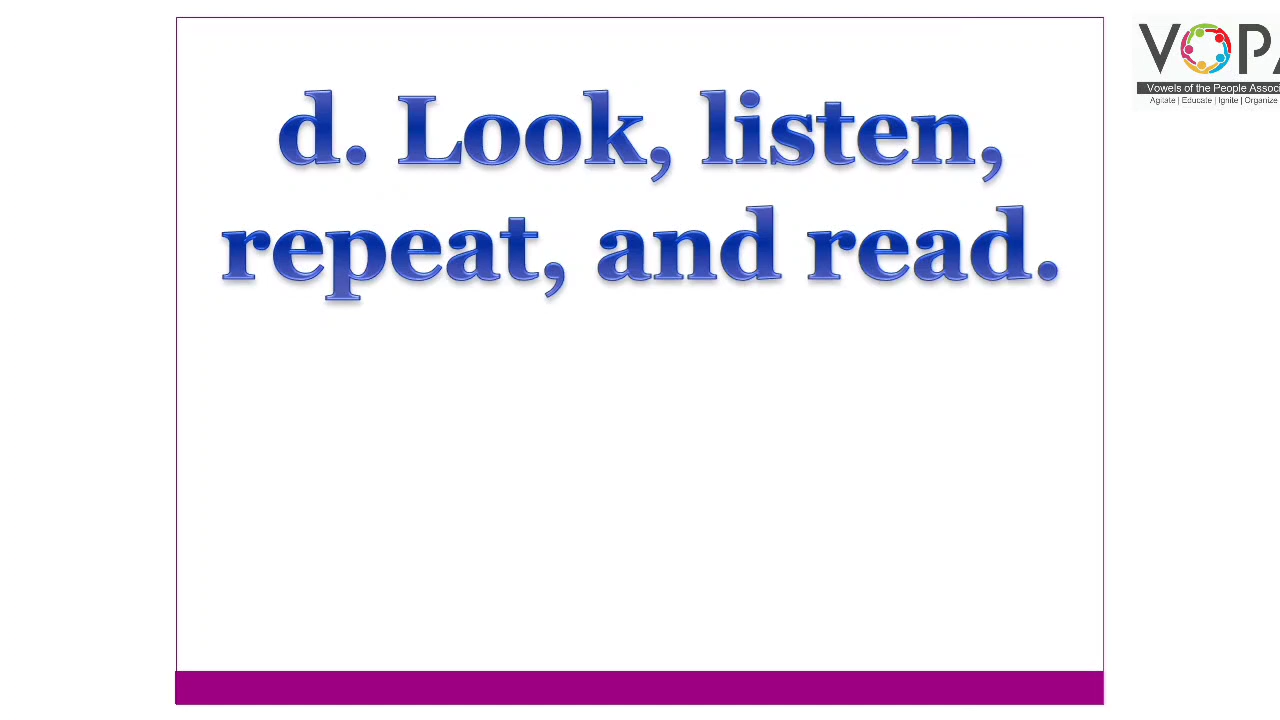 d. Look, listen,
repeat, and read.
VOPA
Vowels of the People Associ
Agitate | Educate | Ignite | Organize